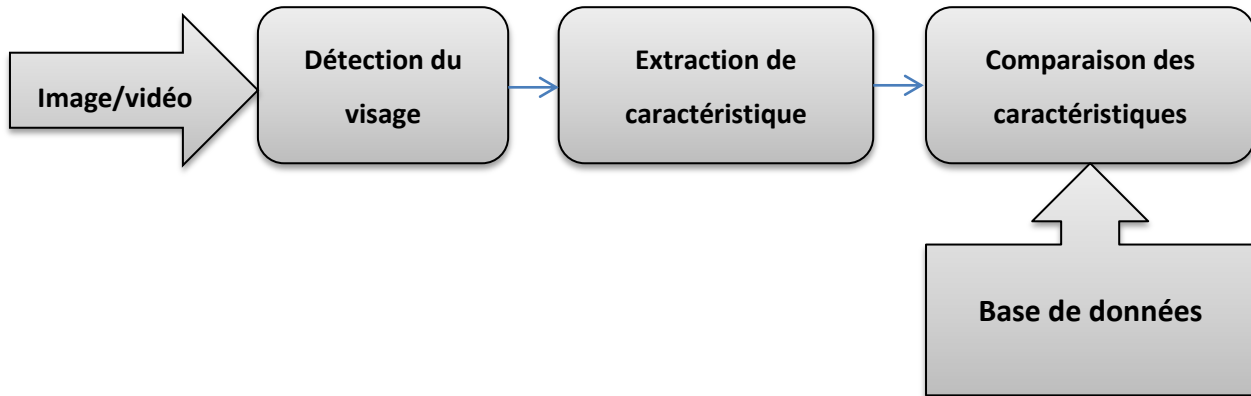 Image/vidéo
Détection du
visage
Extraction de
caractéristique
Comparaison des
caractéristiques
Base de données